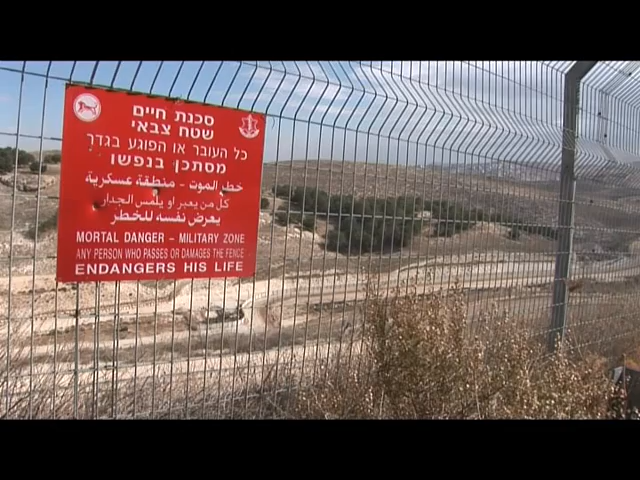 סכנת חיים
שטח צבאי
כל העובר או הפוגע בגדר
מסתכן בנפשו
خطر الموت - منطقة عسكرية
كل من يعبر او يلمس الجدار
يعرض نفسه للخطر
MORTAL DANGER – MILITARY ZONE
ANY PERSON WHO PASSES OR DAMAGES THE FENCE
ENDANGERS HIS LIFE